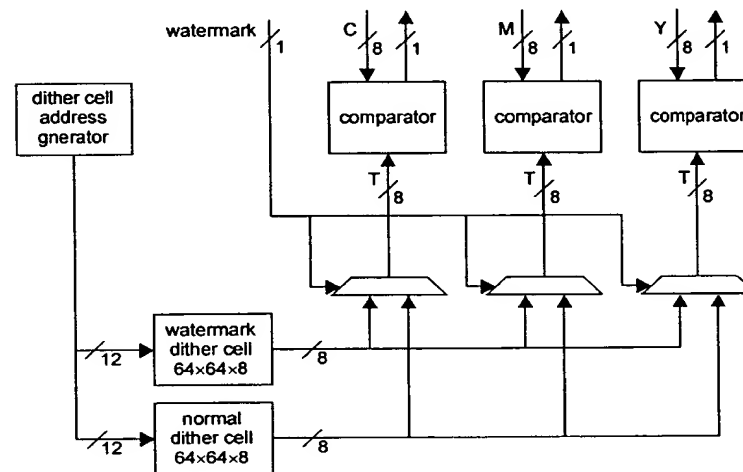 watermark 1 C 8 1 M 8 1 Y 8 1
dither cell
address
gnerator
comparator comparator comparator
T 8 T 8 T 8
12 watermark
dither cell
64×64×8 8
12 normal
dither cell
64×64×8 8